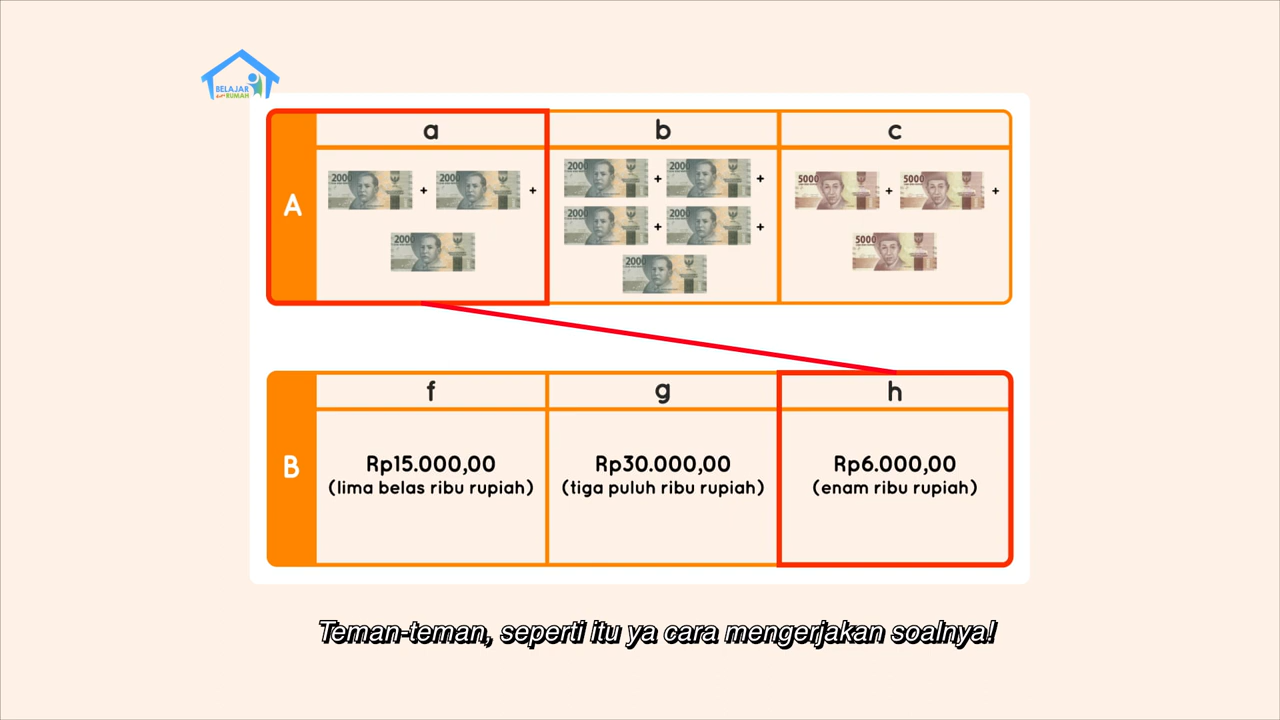 BELAJAR
dari RUMAH
a b c
A
2000 + 2000 +
2000
2000 + 2000 +
2000 + 2000 +
2000
5000 + 5000 +
5000
f g h
B
Rp15.000,00
(lima belas ribu rupiah)
Rp30.000,00
(tiga puluh ribu rupiah)
Rp6.000,00
(enam ribu rupiah)
Teman-teman, seperti itu ya cara mengerjakan soalnya!